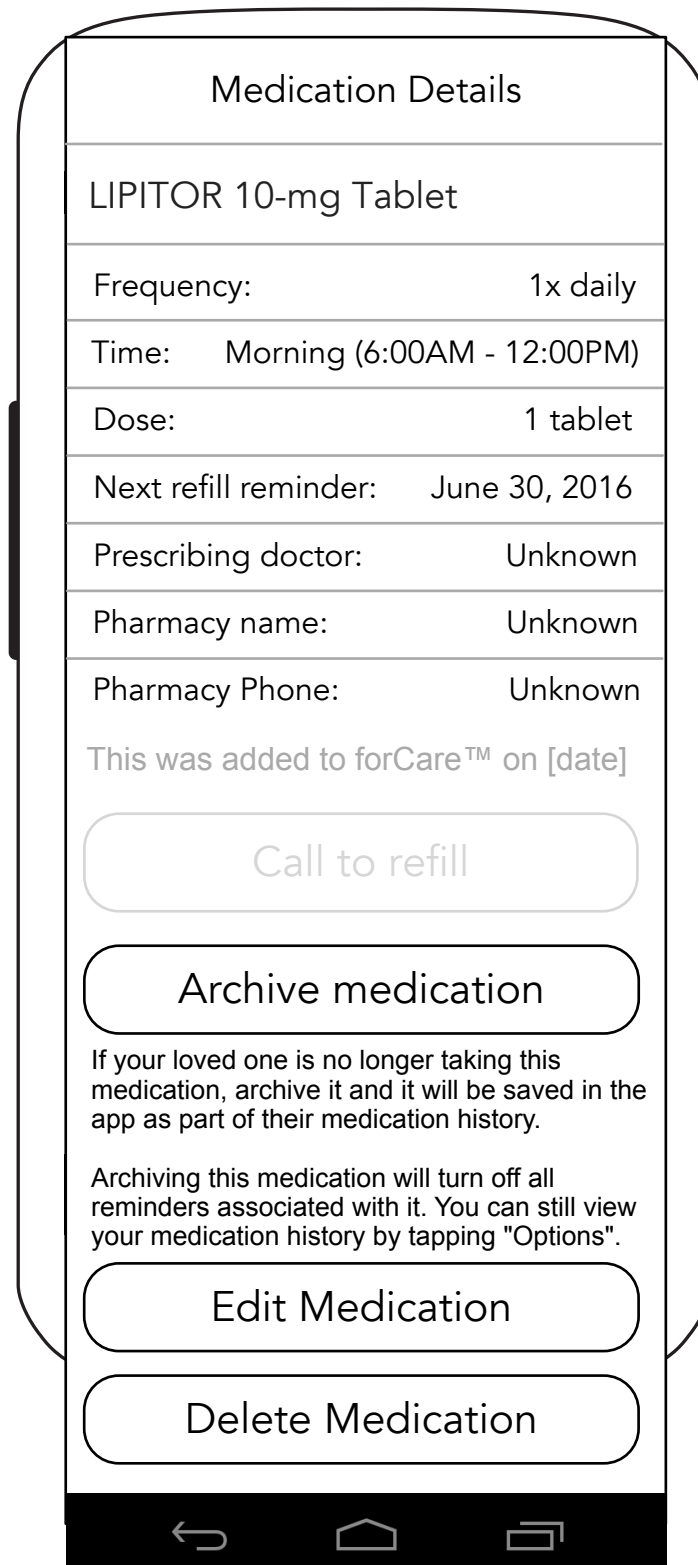 Medication Details
LIPITOR 10-mg Tablet
Frequency: 1x daily
Time: Morning (6:00AM - 12:00PM)
Dose: 1 tablet
Next refill reminder: June 30, 2016
Prescribing doctor: Unknown
Pharmacy name: Unknown
Pharmacy Phone: Unknown
This was added to forCare™ on [date]
Call to refill
Archive medication
If your loved one is no longer taking this
medication, archive it and it will be saved in the
app as part of their medication history.
Archiving this medication will turn off all
reminders associated with it. You can still view
your medication history by tapping "Options".
Edit Medication
Delete Medication